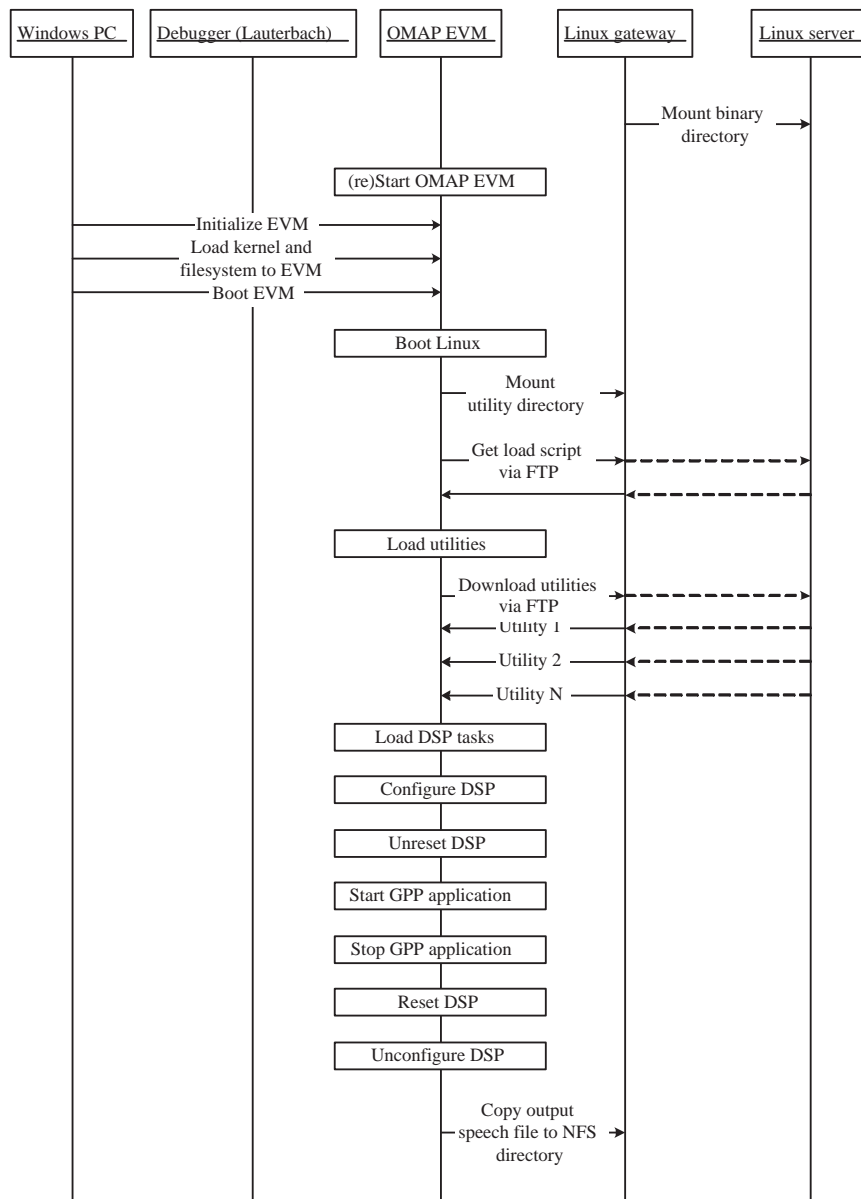 Windows PC
Debugger (Lauterbach)
OMAP EVM
Linux gateway
Linux server
Mount binary
directory
(re)Start OMAP EVM
Initialize EVM
Load kernel and
filesystem to EVM
Boot EVM
Boot Linux
Mount
utility directory
Get load script
via FTP
Load utilities
Download utilities
via FTP
Utility 1
Utility 2
Utility N
Load DSP tasks
Configure DSP
Unreset DSP
Start GPP application
Stop GPP application
Reset DSP
Unconfigure DSP
Copy output
speech file to NFS
directory